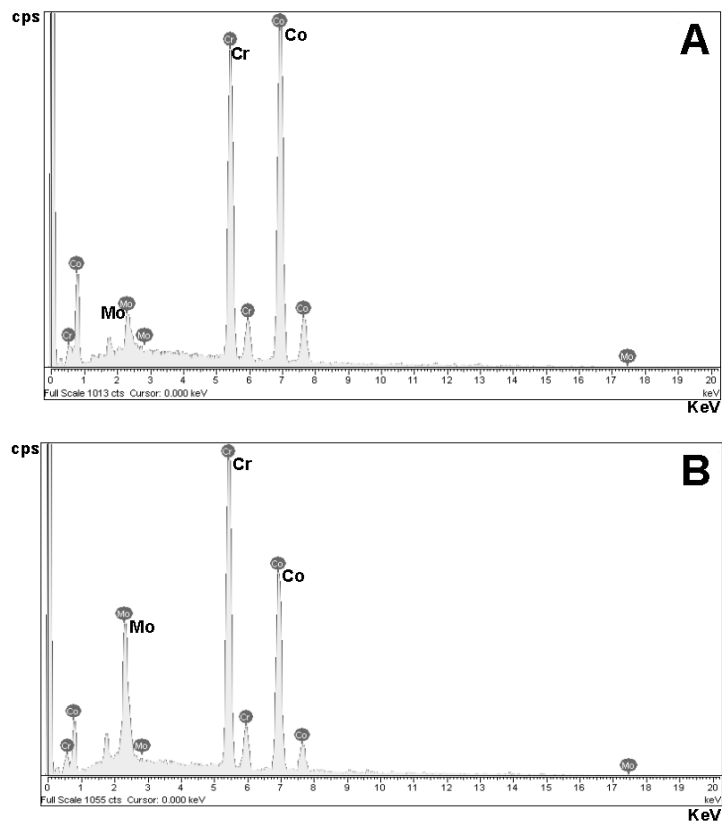 cps
A
Cr
Cr
Co
Co
Co
Mo
Mo
Cr
Mo
Cr
Co
Mo
0 1 2 3 4 5 6 7 8 9 10 11 12 13 14 15 16 17 18 19 20
Full Scale 1013 cts Cursor: 0.000 keV
keV
KeV
cps
B
Cr
Cr
Co
Co
Mo
Mo
Co
Cr
Mo
Cr
Co
Mo
0 1 2 3 4 5 6 7 8 9 10 11 12 13 14 15 16 17 18 19 20
Full Scale 1055 cts Cursor: 0.000 keV
keV
KeV